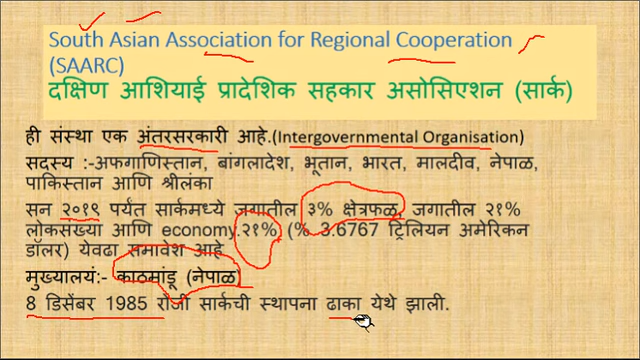 South Asian Association for Regional Cooperation
(SAARC)
दक्षिण आशियाई प्रादेशिक सहकार असोसिएशन (सार्क)
ही संस्था एक अंतरसरकारी आहे.(Intergovernmental Organisation)
सदस्य :-अफगाणिस्तान, बांगलादेश, भूतान, भारत, मालदीव, नेपाळ,
पाकिस्तान आणि श्रीलंका
सन २०१९ पर्यंत सार्कमध्ये जगातील ३% क्षेत्रफळ, जगातील २१%
लोकसंख्या आणि economy.२१% (% 3.6767 ट्रिलियन अमेरिकन
डॉलर) येवढा समावेश आहे
मुख्यालयः- काठमांडू (नेपाळ)
8 डिसेंबर 1985 रोजी सार्कची स्थापना ढाका येथे झाली.